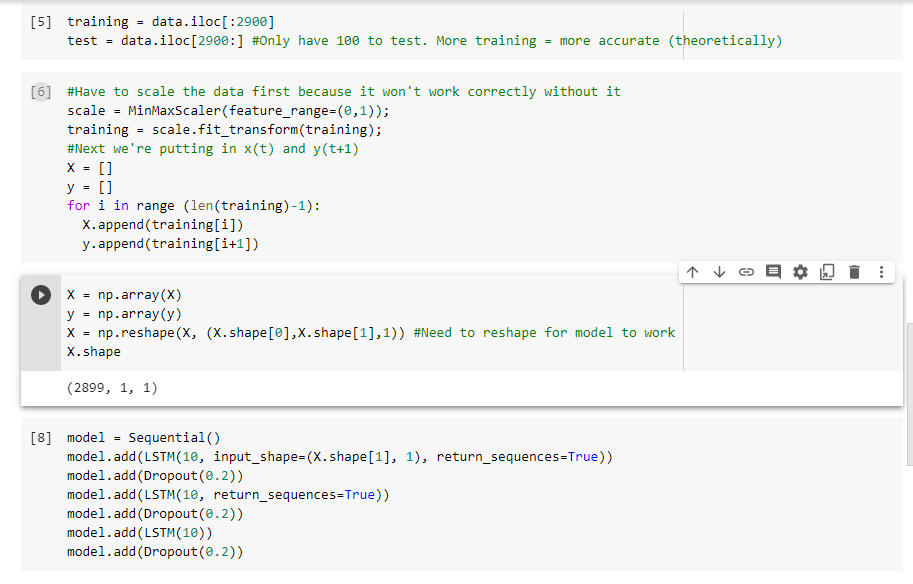 [5] training = data.iloc[:2900]
test = data.iloc[2900:] #Only have 100 to test. More training = more accurate (theoretically)
[6] #Have to scale the data first because it won't work correctly without it
scale = MinMaxScaler(feature_range=(0,1));
training = scale.fit_transform(training);
#Next we're putting in x(t) and y(t+1)
X = []
y = []
for i in range (len(training)-1):
  X.append(training[i])
  y.append(training[i+1])
X = np.array(X)
y = np.array(y)
X = np.reshape(X, (X.shape[0],X.shape[1],1)) #Need to reshape for model to work
X.shape
(2899, 1, 1)
[8] model = Sequential()
model.add(LSTM(10, input_shape=(X.shape[1], 1), return_sequences=True))
model.add(Dropout(0.2))
model.add(LSTM(10, return_sequences=True))
model.add(Dropout(0.2))
model.add(LSTM(10))
model.add(Dropout(0.2))